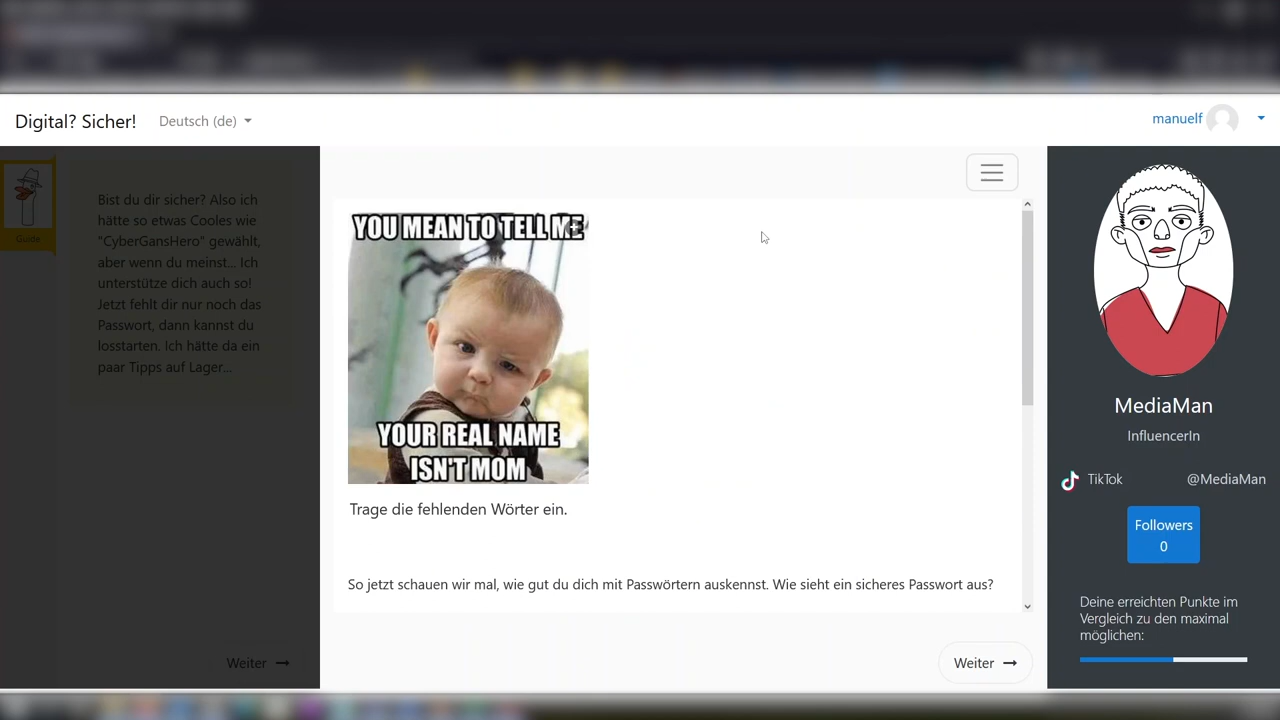 Digital? Sicher!
Deutsch (de)
manuelf
Guide
Bist du dir sicher? Also ich
hätte so etwas Cooles wie
"CyberGansHero" gewählt,
aber wenn du meinst... Ich
unterstütze dich auch so!
Jetzt fehlt dir nur noch das
Passwort, dann kannst du
losstarten. Ich hätte da ein
paar Tipps auf Lager...
Weiter
YOU MEAN TO TELL ME
YOUR REAL NAME
ISN'T MOM
Trage die fehlenden Wörter ein.
So jetzt schauen wir mal, wie gut du dich mit Passwörtern auskennst. Wie sieht ein sicheres Passwort aus?
Weiter
MediaMan
InfluencerIn
TikTok @MediaMan
Followers
0
Deine erreichten Punkte im
Vergleich zu den maximal
möglichen: